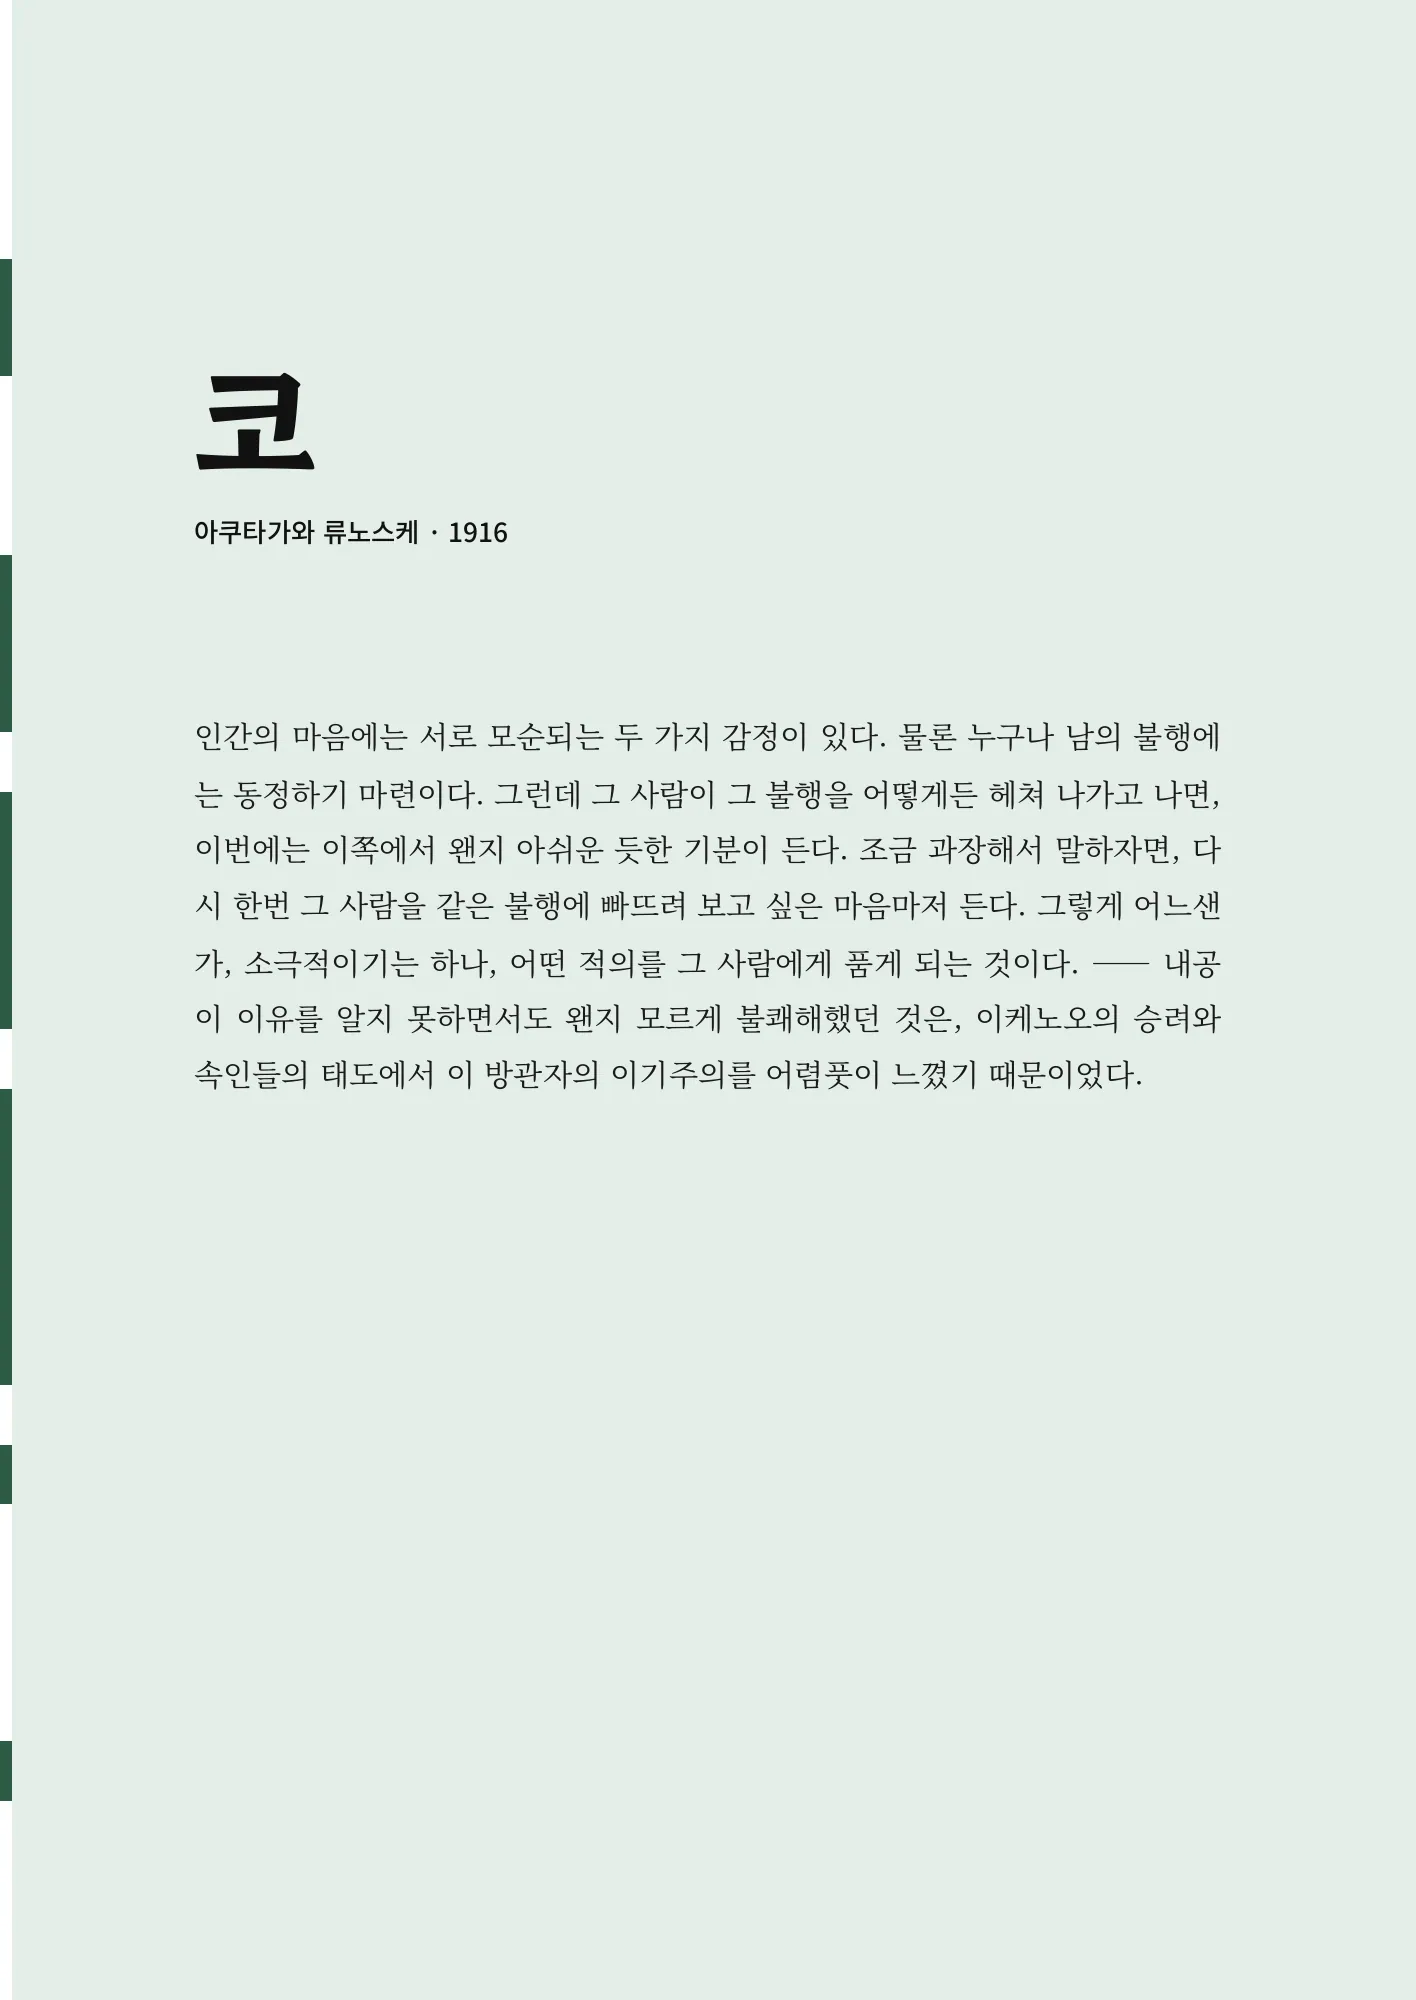 코
아쿠타가와 류노스케 · 1916
인간의 마음에는 서로 모순되는 두 가지 감정이 있다. 물론 누구나 남의 불행에
는 동정하기 마련이다. 그런데 그 사람이 그 불행을 어떻게든 헤쳐 나가고 나면,
이번에는 이쪽에서 왠지 아쉬운 듯한 기분이 든다. 조금 과장해서 말하자면, 다
시 한번 그 사람을 같은 불행에 빠뜨려 보고 싶은 마음마저 든다. 그렇게 어느샌
가, 소극적이기는 하나, 어떤 적의를 그 사람에게 품게 되는 것이다. —— 내공
이 이유를 알지 못하면서도 왠지 모르게 불쾌해했던 것은, 이케노오의 승려와
속인들의 태도에서 이 방관자의 이기주의를 어렴풋이 느꼈기 때문이었다.